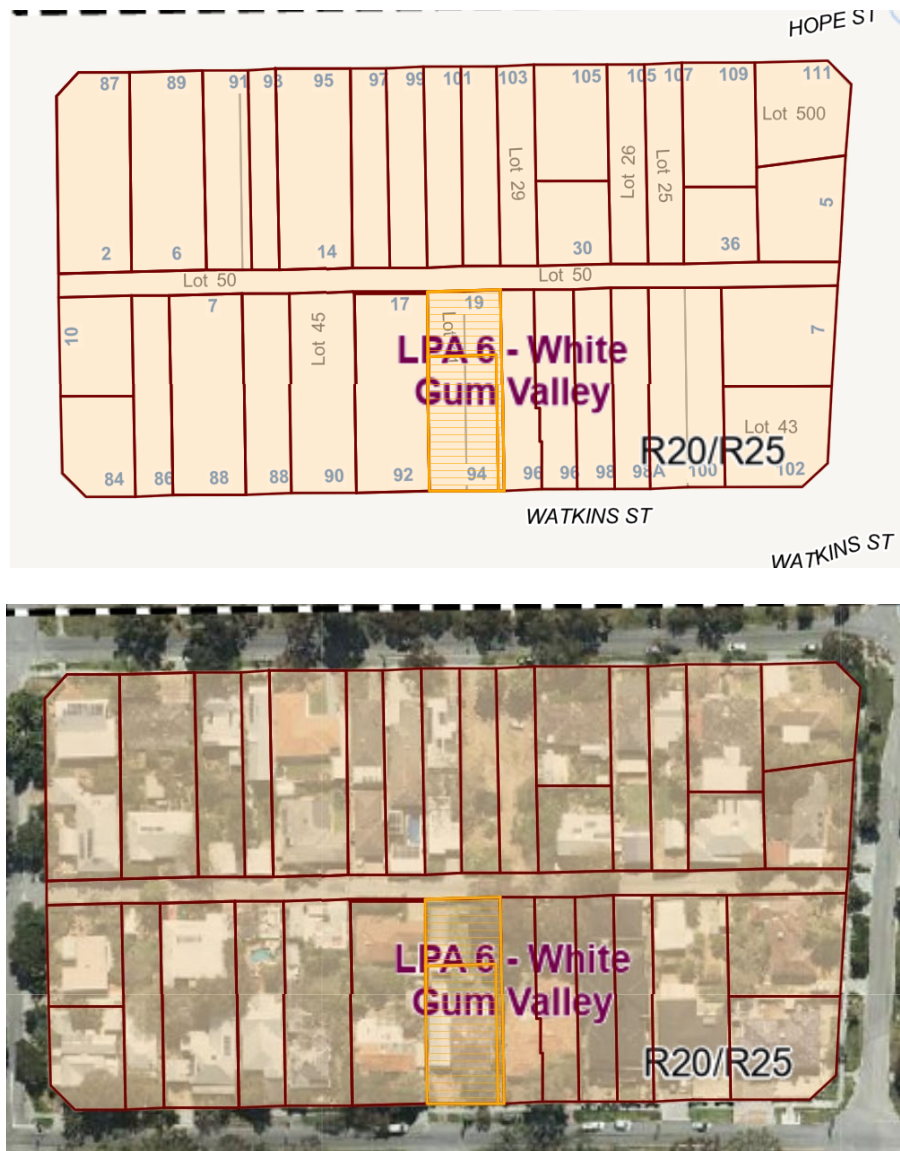 HOPE ST
87 89 91 93 95 97 99 101 103 105 105 107 109 111
Lot 500
Lot 29
Lot 26
Lot 25
5
2 6 14 30 36
Lot 50 Lot 50
7 17 19
10
Lot 45
Lot
7
LPA 6 - White
Gum Valley
Lot 43
R20/R25
84 86 88 88 90 92 94 96 96 98 98A 100 102
WATKINS ST
WATKINS ST
LPA 6 - White
Gum Valley
R20/R25